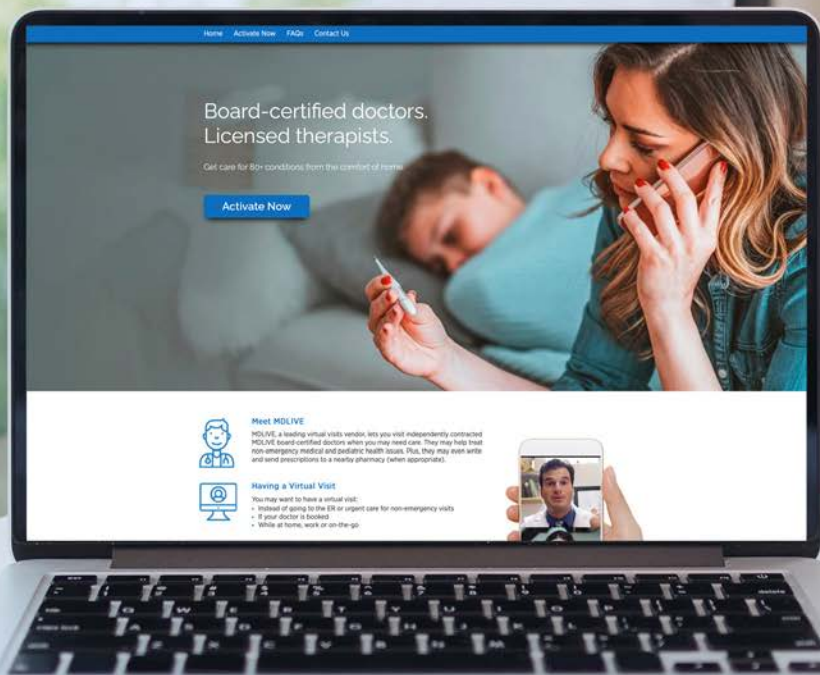 Home Activate Now FAQs Contact Us
Board-certified doctors.
Licensed therapists.
Get care for 80+ conditions from the comfort of home.
Activate Now
Meet MDLIVE
MDLIVE, a leading virtual visits vendor, lets you visit independently contracted
MDLIVE board-certified doctors when you may need care. They may help treat
non-emergency medical and pediatric health issues. Plus, they may even write
and send prescriptions to a nearby pharmacy (when appropriate).
Having a Virtual Visit
You may want to have a virtual visit:
• Instead of going to the ER or urgent care for non-emergency visits
• If your doctor is booked
• While at home, work or on-the-go
delete